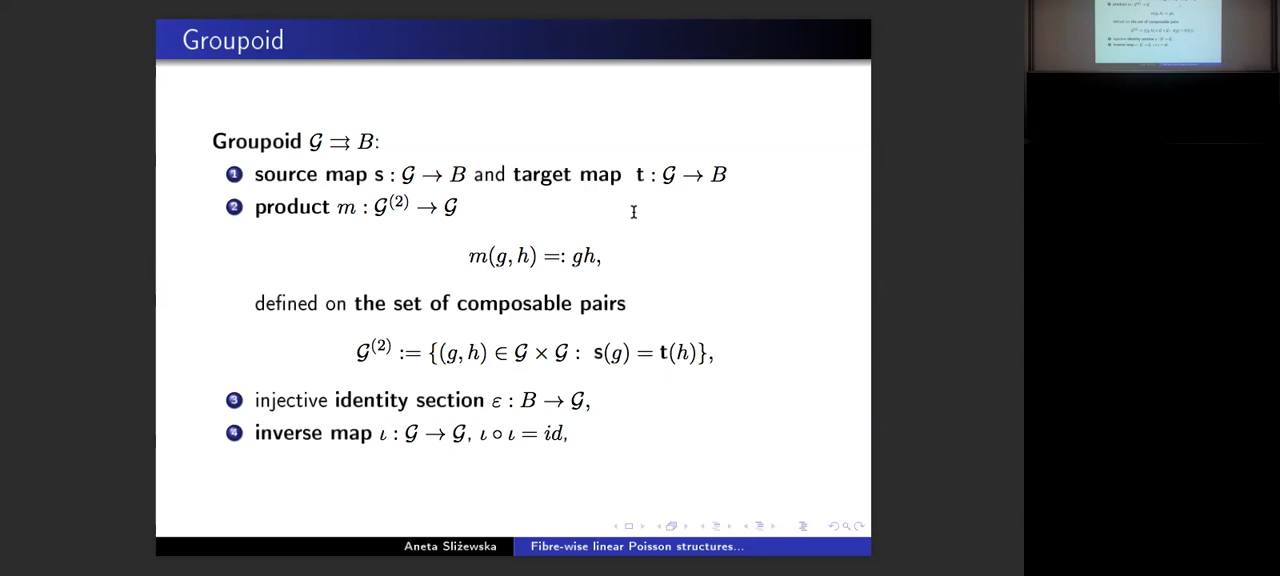 Groupoid
Groupoid 𝒢 ⇉ B:
1 source map s : 𝒢 → B and target map t : 𝒢 → B
2 product m : 𝒢⁽²⁾ → 𝒢
m(g, h) =: gh,
defined on the set of composable pairs
𝒢⁽²⁾ := {(g, h) ∈ 𝒢 × 𝒢 : s(g) = t(h)},
3 injective identity section ε : B → 𝒢,
4 inverse map ι : 𝒢 → 𝒢, ι ∘ ι = id,
Aneta Sliżewska Fibre-wise linear Poisson structures...